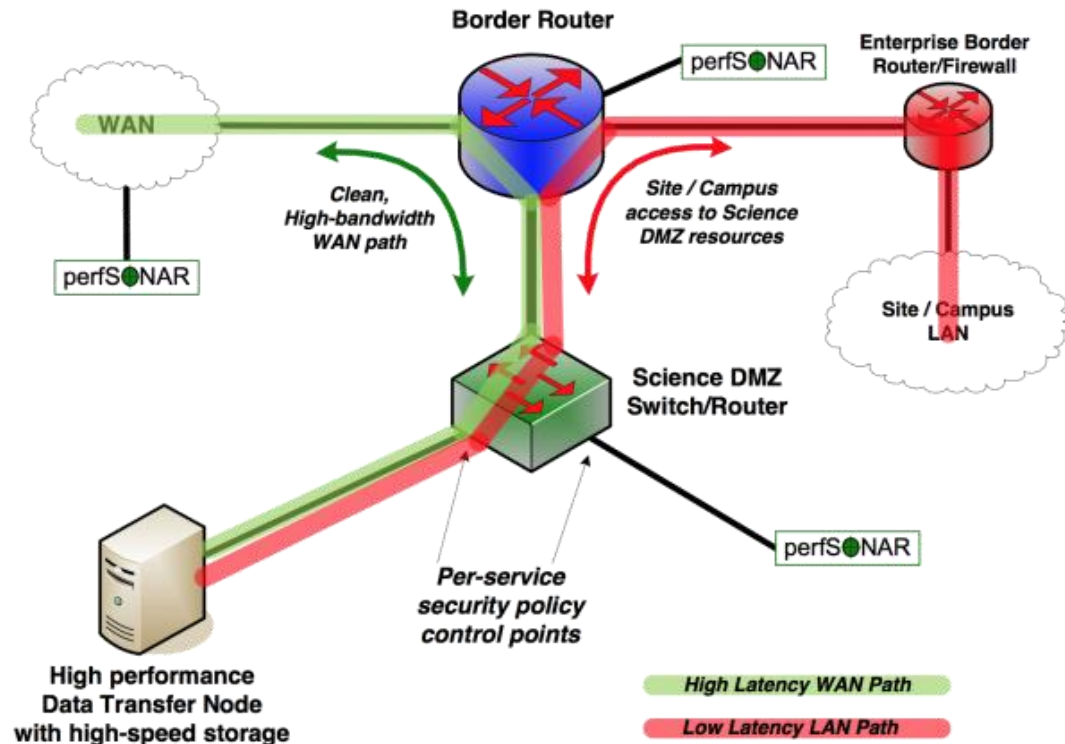 Border Router
perfSONAR
Enterprise Border
Router/Firewall
WAN
Clean,
High-bandwidth
WAN path
Site / Campus
access to Science
DMZ resources
perfSONAR
Site / Campus
LAN
Science DMZ
Switch/Router
perfSONAR
Per-service
security policy
control points
High performance
Data Transfer Node
with high-speed storage
High Latency WAN Path
Low Latency LAN Path